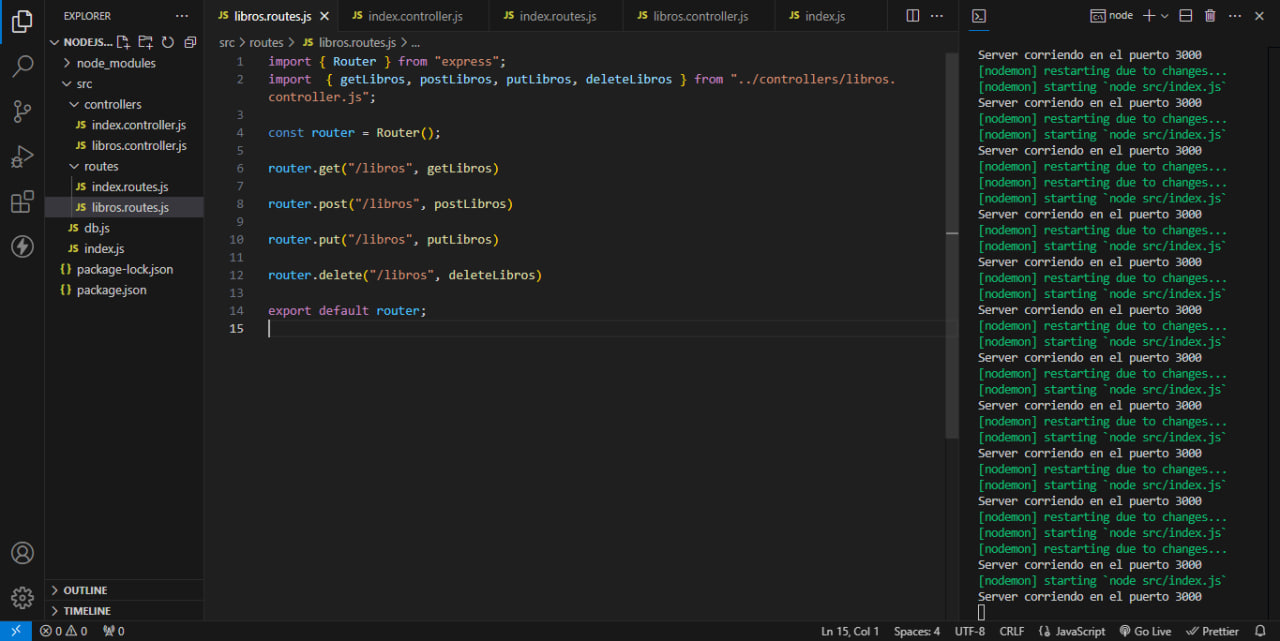 EXPLORER
NODEJS...
node_modules
src
controllers
index.controller.js
libros.controller.js
routes
index.routes.js
libros.routes.js
db.js
index.js
package-lock.json
package.json
OUTLINE
TIMELINE
libros.routes.js
index.controller.js
index.routes.js
libros.controller.js
index.js
src > routes > JS libros.routes.js > ...
1 import { Router } from "express";
2 import  { getLibros, postLibros, putLibros, deleteLibros } from "../controllers/libros.
controller.js";
3
4 const router = Router();
5
6 router.get("/libros", getLibros)
7
8 router.post("/libros", postLibros)
9
10 router.put("/libros", putLibros)
11
12 router.delete("/libros", deleteLibros)
13
14 export default router;
15
node
Server corriendo en el puerto 3000
[nodemon] restarting due to changes...
[nodemon] starting `node src/index.js`
Server corriendo en el puerto 3000
[nodemon] restarting due to changes...
[nodemon] starting `node src/index.js`
Server corriendo en el puerto 3000
[nodemon] restarting due to changes...
[nodemon] restarting due to changes...
[nodemon] starting `node src/index.js`
Server corriendo en el puerto 3000
[nodemon] restarting due to changes...
[nodemon] starting `node src/index.js`
Server corriendo en el puerto 3000
[nodemon] restarting due to changes...
[nodemon] starting `node src/index.js`
Server corriendo en el puerto 3000
[nodemon] restarting due to changes...
[nodemon] starting `node src/index.js`
Server corriendo en el puerto 3000
[nodemon] restarting due to changes...
[nodemon] starting `node src/index.js`
Server corriendo en el puerto 3000
[nodemon] restarting due to changes...
[nodemon] starting `node src/index.js`
Server corriendo en el puerto 3000
[nodemon] restarting due to changes...
[nodemon] starting `node src/index.js`
Server corriendo en el puerto 3000
[nodemon] restarting due to changes...
[nodemon] starting `node src/index.js`
[nodemon] restarting due to changes...
Server corriendo en el puerto 3000
[nodemon] starting `node src/index.js`
Server corriendo en el puerto 3000
0 0 0 Ln 15, Col 1 Spaces: 4 UTF-8 CRLF {} JavaScript Go Live Prettier